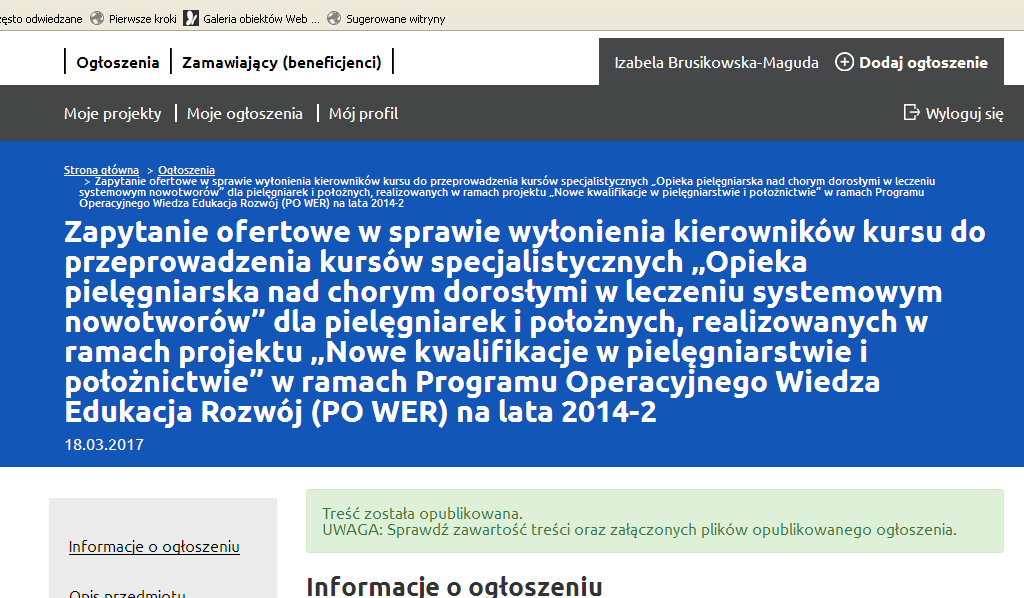 zęsto odwiedzane Pierwsze kroki Galeria obiektów Web ... Sugerowane witryny
Ogłoszenia Zamawiający (beneficjenci)
Izabela Brusikowska-Maguda Dodaj ogłoszenie
Moje projekty Moje ogłoszenia Mój profil Wyloguj się
Strona główna > Ogłoszenia
> Zapytanie ofertowe w sprawie wyłonienia kierowników kursu do przeprowadzenia kursów specjalistycznych „Opieka pielęgniarska nad chorym dorosłymi w leczeniu
systemowym nowotworów” dla pielęgniarek i położnych, realizowanych w ramach projektu „Nowe kwalifikacje w pielęgniarstwie i położnictwie” w ramach Programu
Operacyjnego Wiedza Edukacja Rozwój (PO WER) na lata 2014-2
Zapytanie ofertowe w sprawie wyłonienia kierowników kursu do
przeprowadzenia kursów specjalistycznych „Opieka
pielęgniarska nad chorym dorosłymi w leczeniu systemowym
nowotworów” dla pielęgniarek i położnych, realizowanych w
ramach projektu „Nowe kwalifikacje w pielęgniarstwie i
położnictwie” w ramach Programu Operacyjnego Wiedza
Edukacja Rozwój (PO WER) na lata 2014-2
18.03.2017
Treść została opublikowana.
UWAGA: Sprawdź zawartość treści oraz załączonych plików opublikowanego ogłoszenia.
Informacje o ogłoszeniu
Opis przedmiotu
Informacje o ogłoszeniu